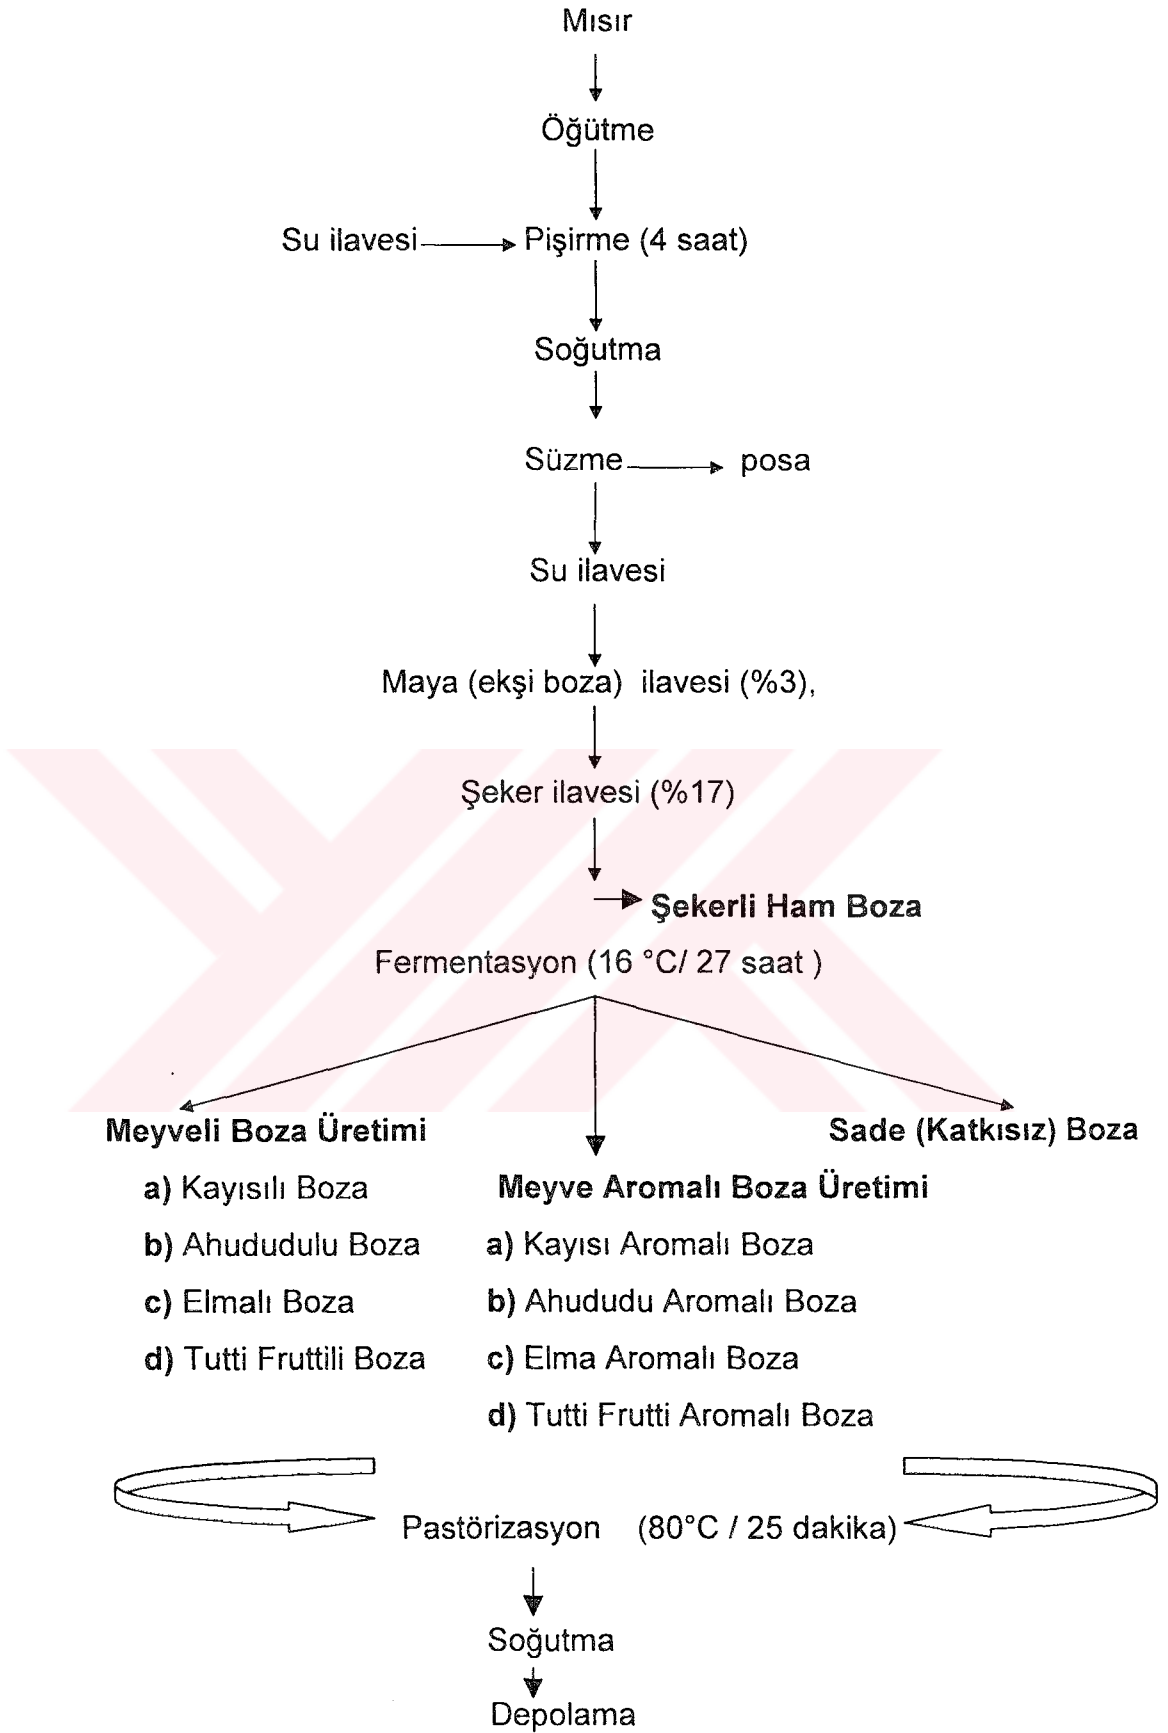 Mısır
Öğütme
Su ilavesi Pişirme (4 saat)
Soğutma
Süzme posa
Su ilavesi
Maya (ekşi boza) ilavesi (%3),
Şeker ilavesi (%17)
Şekerli Ham Boza
Fermentasyon (16 °C/ 27 saat )
Meyveli Boza Üretimi
a) Kayısılı Boza
b) Ahududulu Boza
c) Elmalı Boza
d) Tutti Fruttili Boza
Meyve Aromalı Boza Üretimi
a) Kayısı Aromalı Boza
b) Ahududu Aromalı Boza
c) Elma Aromalı Boza
d) Tutti Frutti Aromalı Boza
Sade (Katkısız) Boza
Pastörizasyon (80°C / 25 dakika)
Soğutma
Depolama